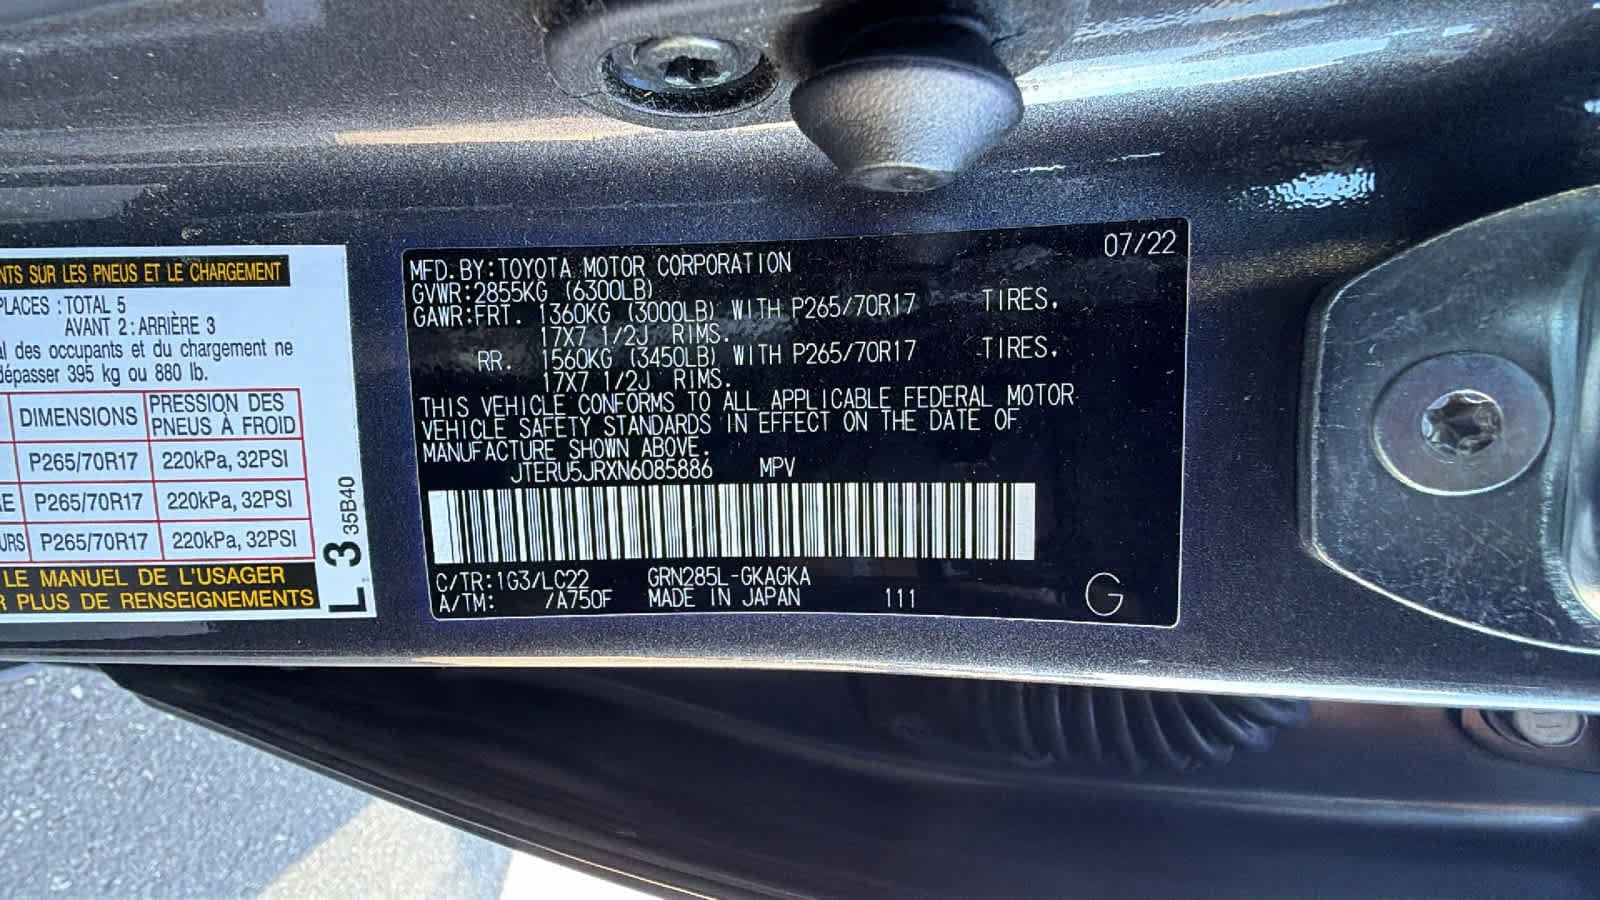 NTS SUR LES PNEUS ET LE CHARGEMENT
PLACES : TOTAL 5
AVANT 2 : ARRIÈRE 3
al des occupants et du chargement ne
dépasser 395 kg ou 880 lb.
DIMENSIONS PRESSION DES PNEUS À FROID
P265/70R17 220kPa, 32PSI
RE P265/70R17 220kPa, 32PSI
URS P265/70R17 220kPa, 32PSI
LE MANUEL DE L'USAGER
R PLUS DE RENSEIGNEMENTS
L 3 35B40
07/22
MFD. BY: TOYOTA MOTOR CORPORATION
GVWR: 2855KG (6300LB)
GAWR: FRT. 1360KG (3000LB) WITH P265/70R17 TIRES,
17X7 1/2J RIMS.
RR. 1560KG (3450LB) WITH P265/70R17 TIRES,
17X7 1/2J RIMS.
THIS VEHICLE CONFORMS TO ALL APPLICABLE FEDERAL MOTOR
VEHICLE SAFETY STANDARDS IN EFFECT ON THE DATE OF
MANUFACTURE SHOWN ABOVE.
JTERU5JRXN6085886 MPV
C/TR: 1G3/LC22 GRN285L-GKAGKA
A/TM: /A750F MADE IN JAPAN 111
G